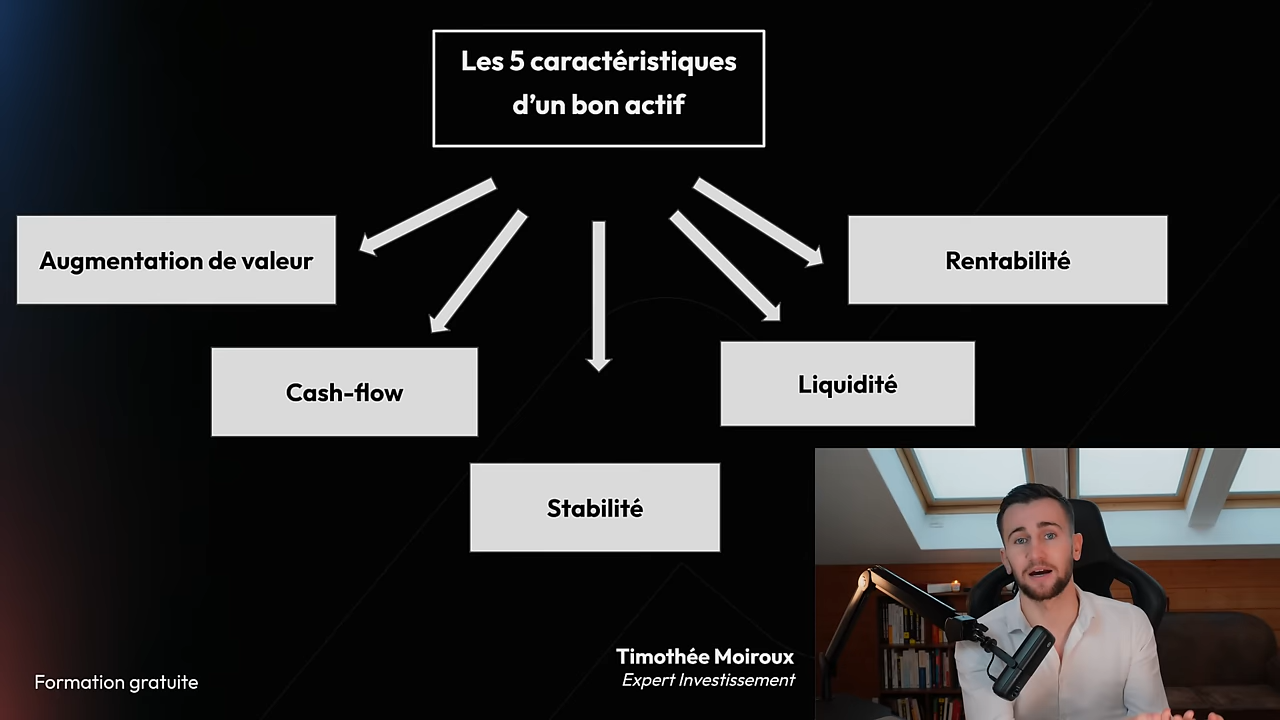 Les 5 caractéristiques
d’un bon actif
Augmentation de valeur
Rentabilité
Cash-flow
Liquidité
Stabilité
Timothée Moiroux
Expert Investissement
Formation gratuite